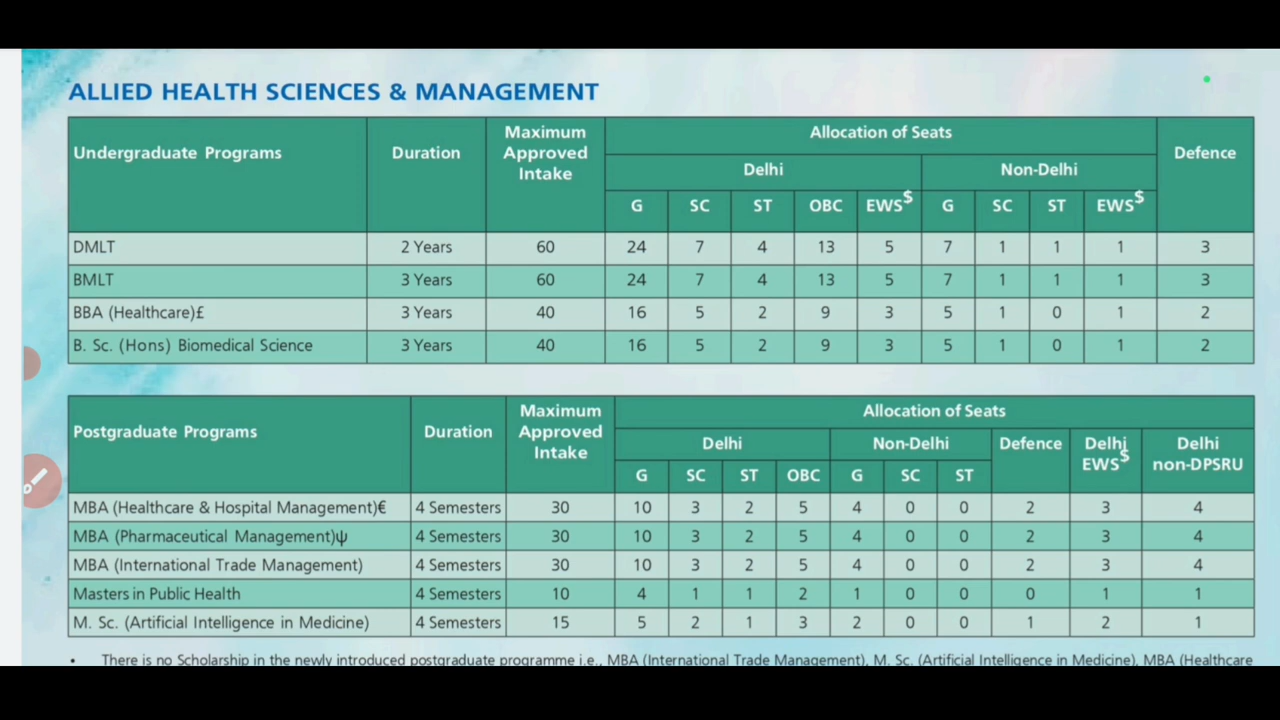 ALLIED HEALTH SCIENCES & MANAGEMENT
Undergraduate Programs Duration Maximum Approved Intake Allocation of Seats Defence
Delhi Non-Delhi
G SC ST OBC EWS$ G SC ST EWS$
DMLT 2 Years 60 24 7 4 13 5 7 1 1 1 3
BMLT 3 Years 60 24 7 4 13 5 7 1 1 1 3
BBA (Healthcare)£ 3 Years 40 16 5 2 9 3 5 1 0 1 2
B. Sc. (Hons) Biomedical Science 3 Years 40 16 5 2 9 3 5 1 0 1 2
Postgraduate Programs Duration Maximum Approved Intake Allocation of Seats
Delhi Non-Delhi Defence Delhi EWS$ Delhi non-DPSRU
G SC ST OBC G SC ST
MBA (Healthcare & Hospital Management)€ 4 Semesters 30 10 3 2 5 4 0 0 2 3 4
MBA (Pharmaceutical Management)ψ 4 Semesters 30 10 3 2 5 4 0 0 2 3 4
MBA (International Trade Management) 4 Semesters 30 10 3 2 5 4 0 0 2 3 4
Masters in Public Health 4 Semesters 10 4 1 1 2 1 0 0 0 1 1
M. Sc. (Artificial Intelligence in Medicine) 4 Semesters 15 5 2 1 3 2 0 0 1 2 1
• There is no Scholarship in the newly introduced postgraduate programme i.e., MBA (International Trade Management), M. Sc. (Artificial Intelligence in Medicine), MBA (Healthcare